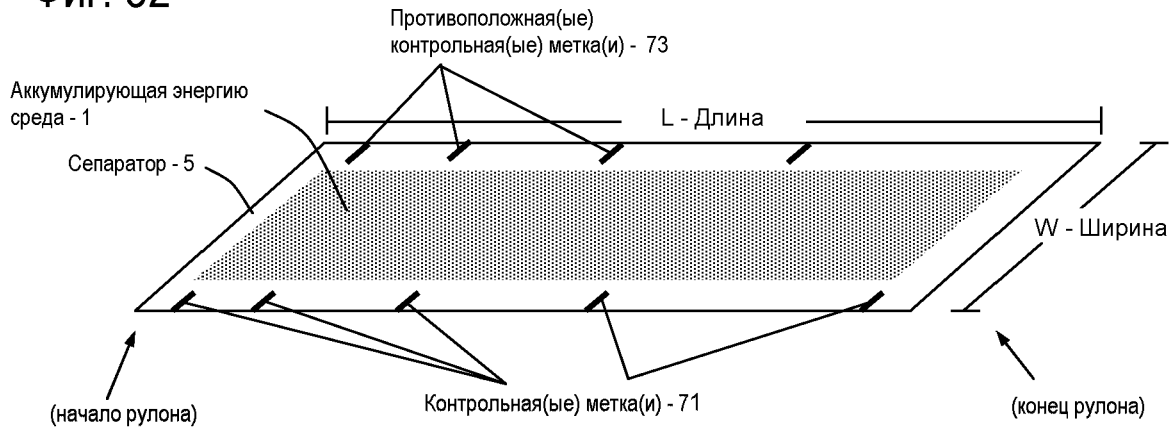 Фиг. 32
Противоположная(ые)
контрольная(ые) метка(и) - 73
Аккумулирующая энергию
среда - 1
L - Длина
Сепаратор - 5
W - Ширина
Контрольная(ые) метка(и) - 71
(начало рулона)
(конец рулона)